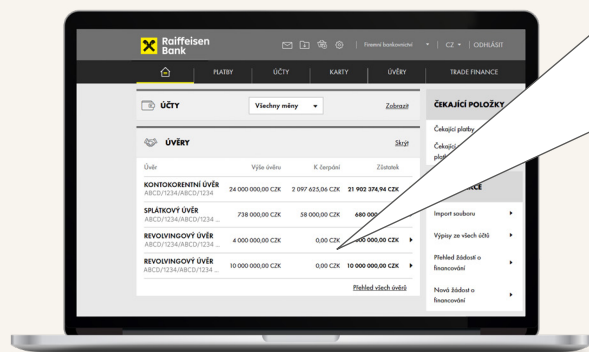 Raiffeisen
Bank
Firemní bankovnictví
CZ
ODHLÁSIT
PLATBY
ÚČTY
KARTY
ÚVĚRY
TRADE FINANCE
ÚČTY
Všechny měny
Zobrazit
ČEKAJÍCÍ POLOŽKY
Čekající platby
Čekající
ÚVĚRY
Skrýt
Úvěr
Výše úvěru
K čerpání
Zůstatek
KONTOKORENTNÍ ÚVĚR
ABCD/1234/ABCD/1234
24 000 000,00 CZK
2 097 625,06 CZK
21 902 374,94 CZK
SPLÁTKOVÝ ÚVĚR
ABCD/1234/ABCD/1234 ...
738 000,00 CZK
58 000,00 CZK
680 000
REVOLVINGOVÝ ÚVĚR
ABCD/1234/ABCD/1234 ...
4 000 000,00 CZK
0,00 CZK
000 000,00 CZK
REVOLVINGOVÝ ÚVĚR
ABCD/1234/ABCD/1234 ...
10 000 000,00 CZK
0,00 CZK
10 000 000,00 CZK
Přehled všech úvěrů
Import souboru
Výpisy ze všech účtů
Přehled žádostí o
financování
Nová žádost o
financování